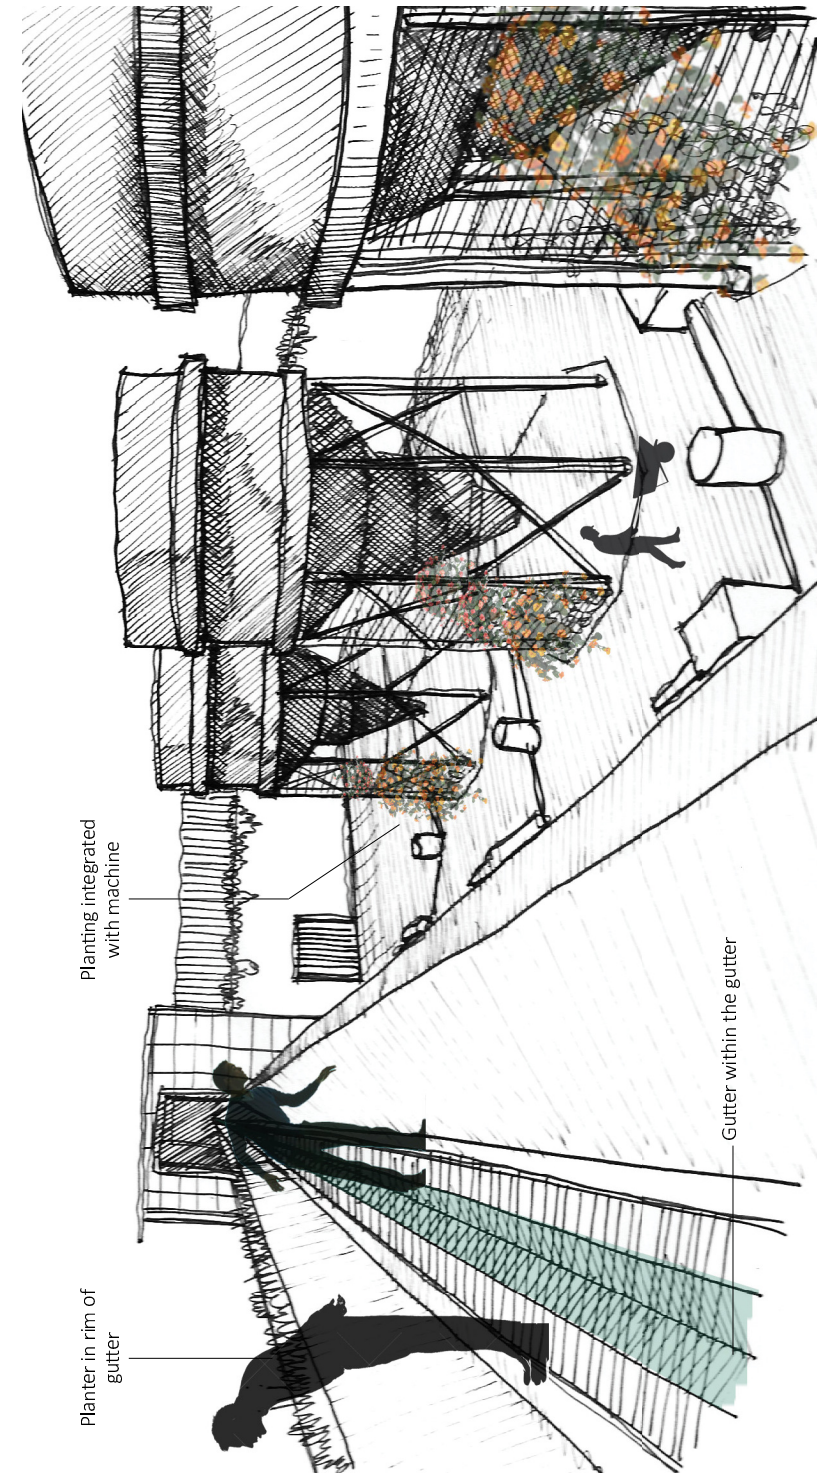 Planter in rim of
gutter
Planting integrated
with machine
Gutter within the gutter